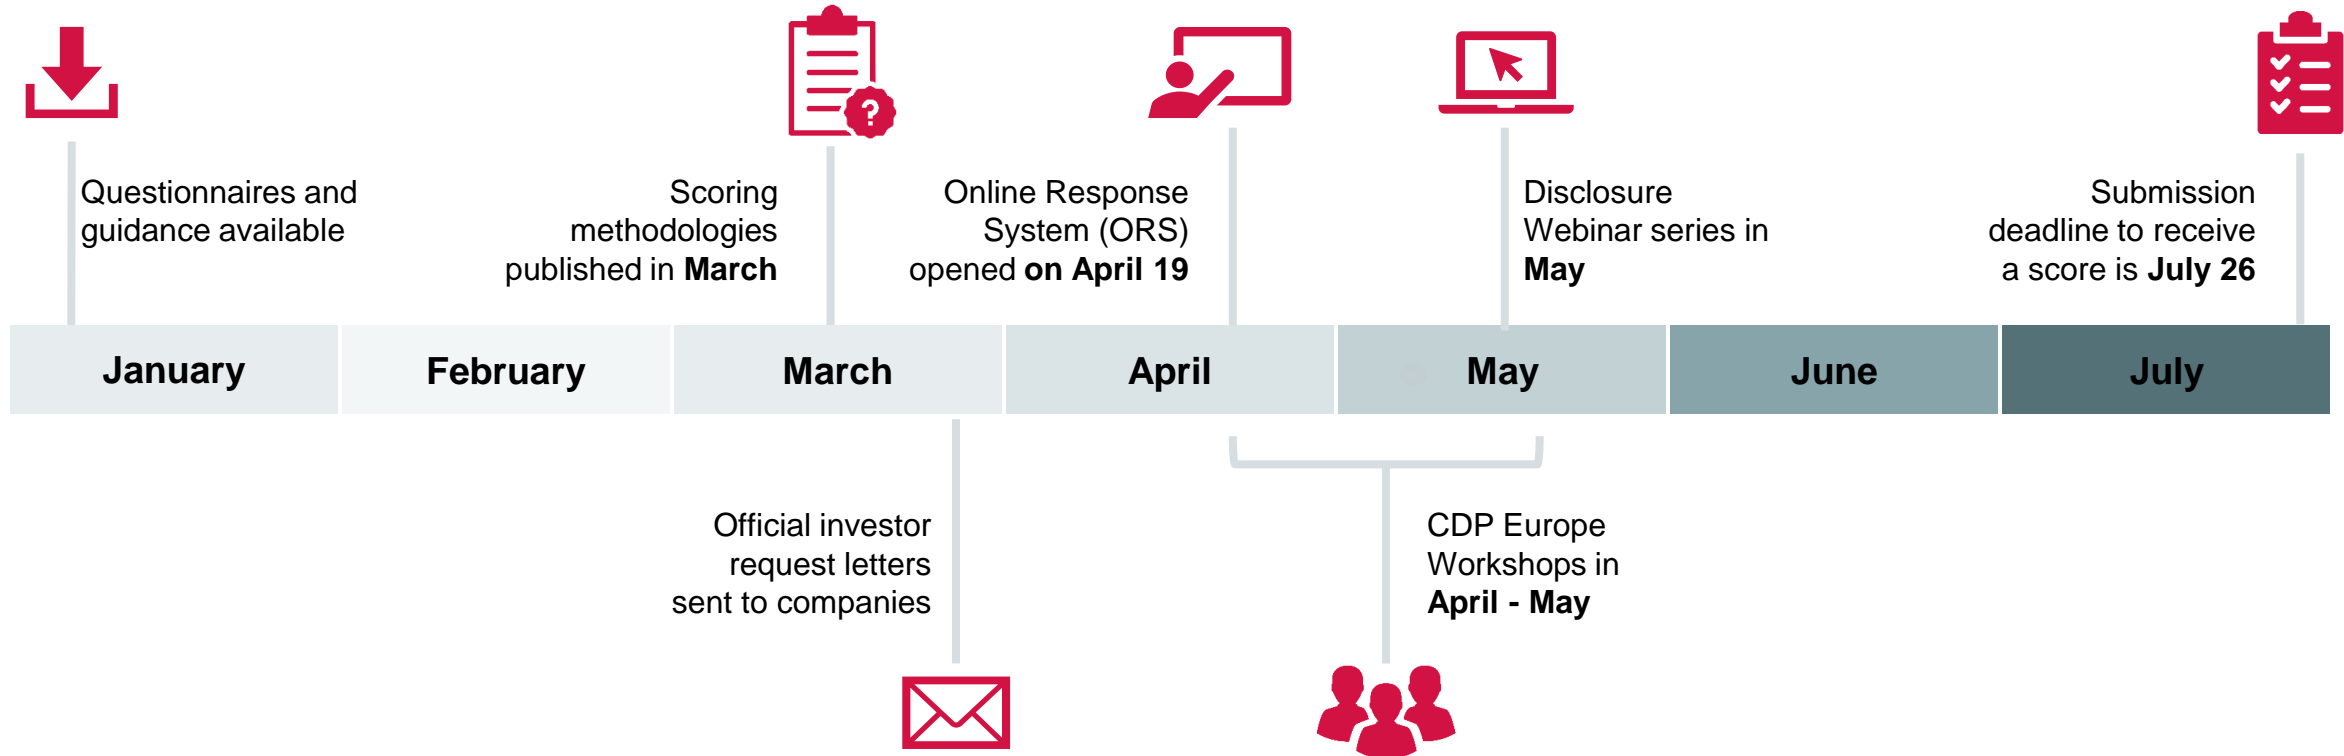 Questionnaires and
guidance available
Scoring
methodologies
published in March
Online Response
System (ORS)
opened on April 19
Disclosure
Webinar series in
May
Submission
deadline to receive
a score is July 26
January
February
March
April
May
June
July
Official investor
request letters
sent to companies
CDP Europe
Workshops in
April - May